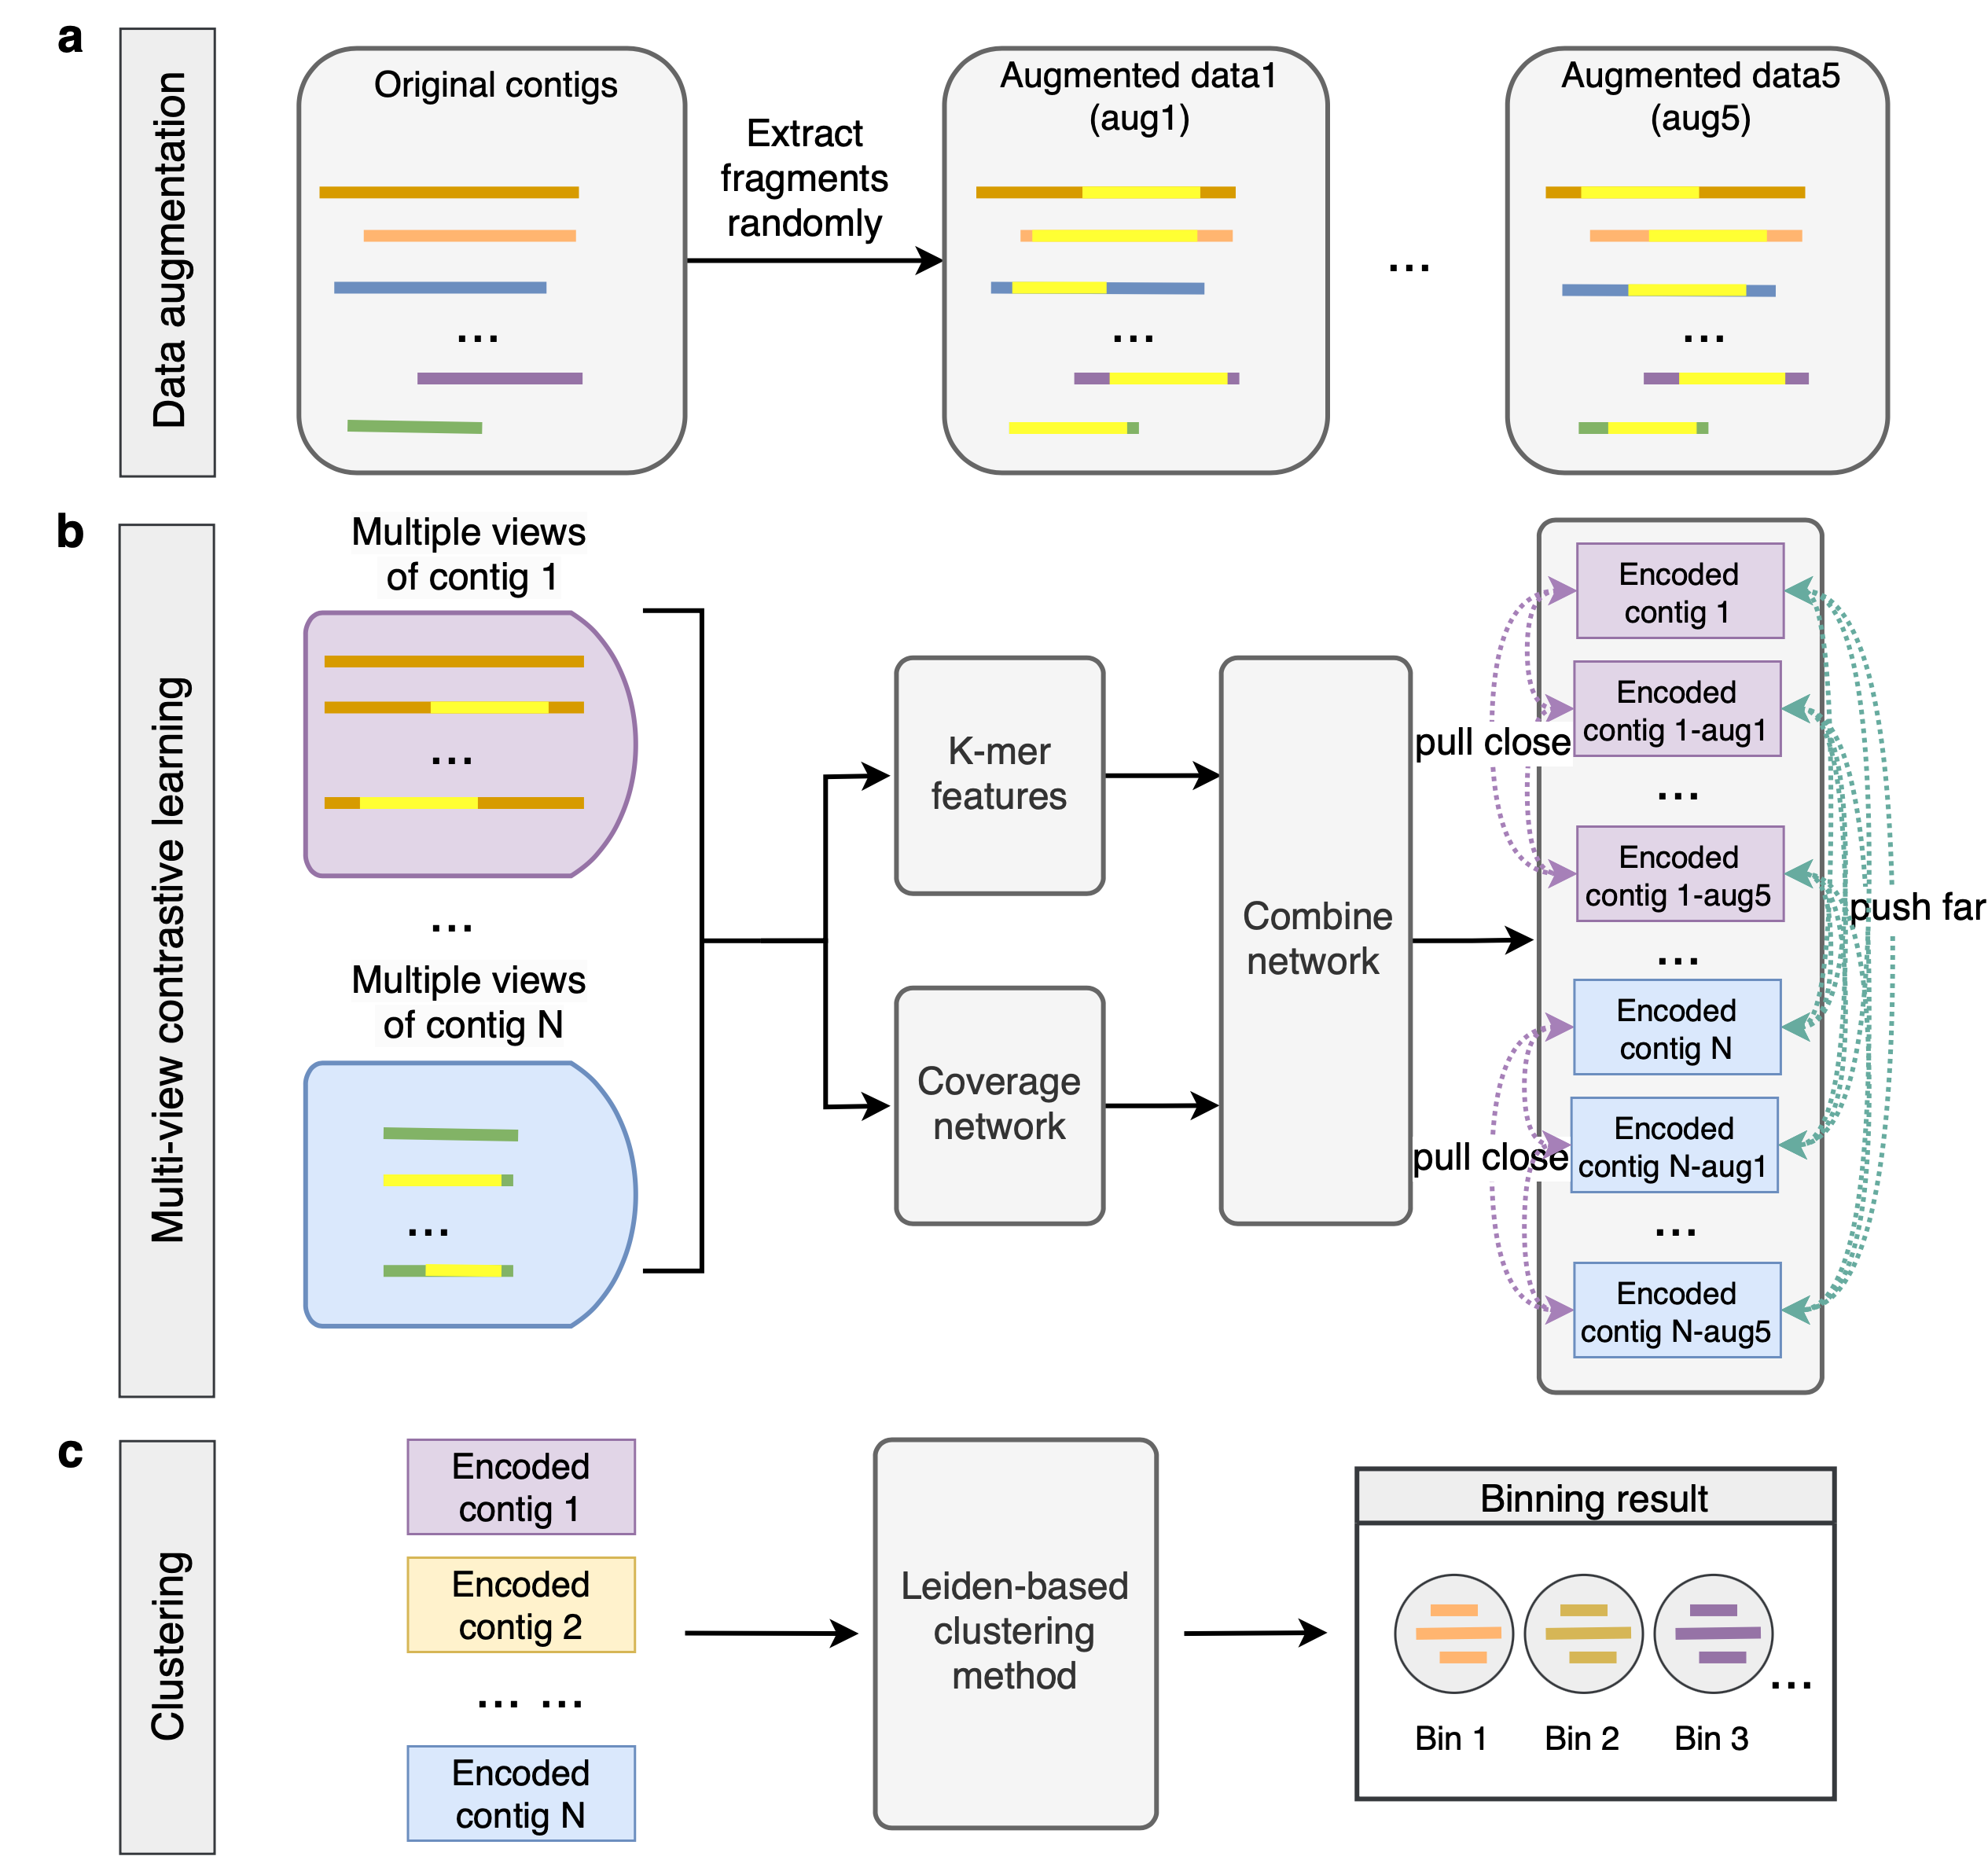 a
Data augmentation
Original contigs
Extract
fragments
randomly
Augmented data1
(aug1)
...
Augmented data5
(aug5)
...
...
...
b
Multi-view contrastive learning
Multiple views
of contig 1
...
...
Multiple views
of contig N
...
K-mer
features
Coverage
network
Combine
network
pull close
pull close
Encoded
contig 1
Encoded
contig 1-aug1
...
Encoded
contig 1-aug5
...
Encoded
contig N
Encoded
contig N-aug1
...
Encoded
contig N-aug5
push far
c
Clustering
Encoded
contig 1
Encoded
contig 2
... ...
Encoded
contig N
Leiden-based
clustering
method
Binning result
...
Bin 1
Bin 2
Bin 3